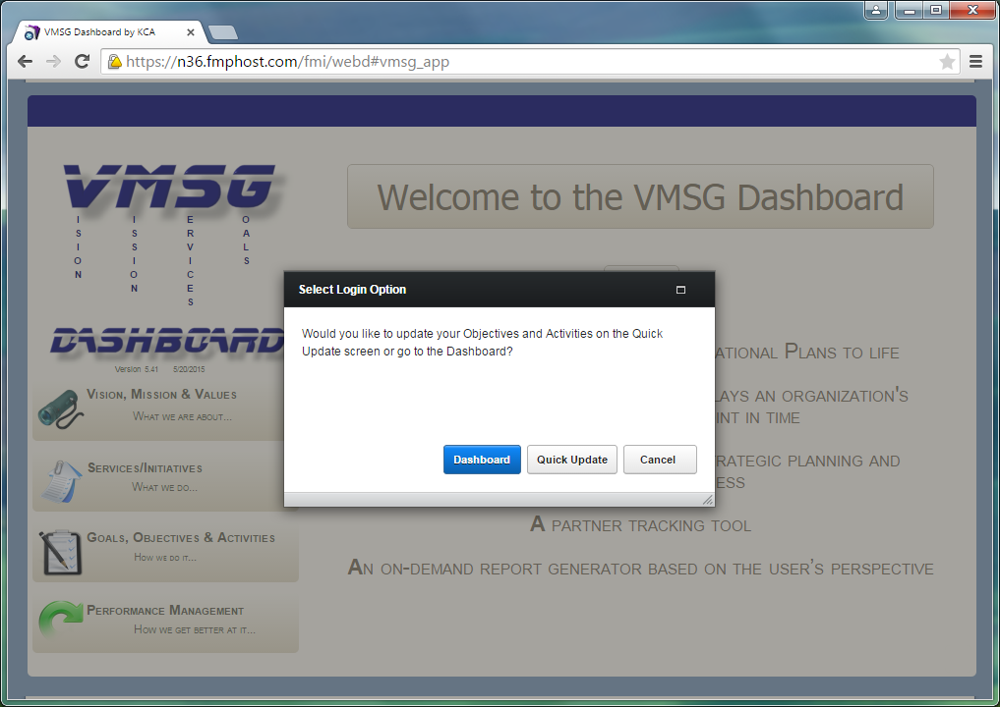 VMSG Dashboard by KCA
https://n36.fmphost.com/fmi/webd#vmsg_app
VMSG
ISION
ISSION
ERVICES
OALS
DASHBOARD
Version 5.41 5/20/2015
Vision, Mission & Values
What we are about...
Services/Initiatives
What we do...
Goals, Objectives & Activities
How we do it...
Performance Management
How we get better at it...
Welcome to the VMSG Dashboard
Select Login Option
Would you like to update your Objectives and Activities on the Quick
Update screen or go to the Dashboard?
Dashboard Quick Update Cancel
ational Plans to life
lays an organization's
int in time
rategic planning and
ess
A partner tracking tool
An on-demand report generator based on the user's perspective